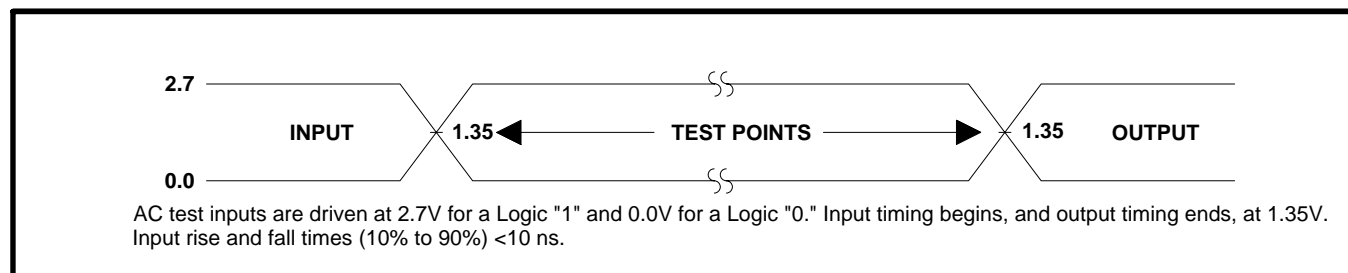 2.7
INPUT 1.35 TEST POINTS 1.35 OUTPUT
0.0
AC test inputs are driven at 2.7V for a Logic "1" and 0.0V for a Logic "0." Input timing begins, and output timing ends, at 1.35V.
Input rise and fall times (10% to 90%) <10 ns.